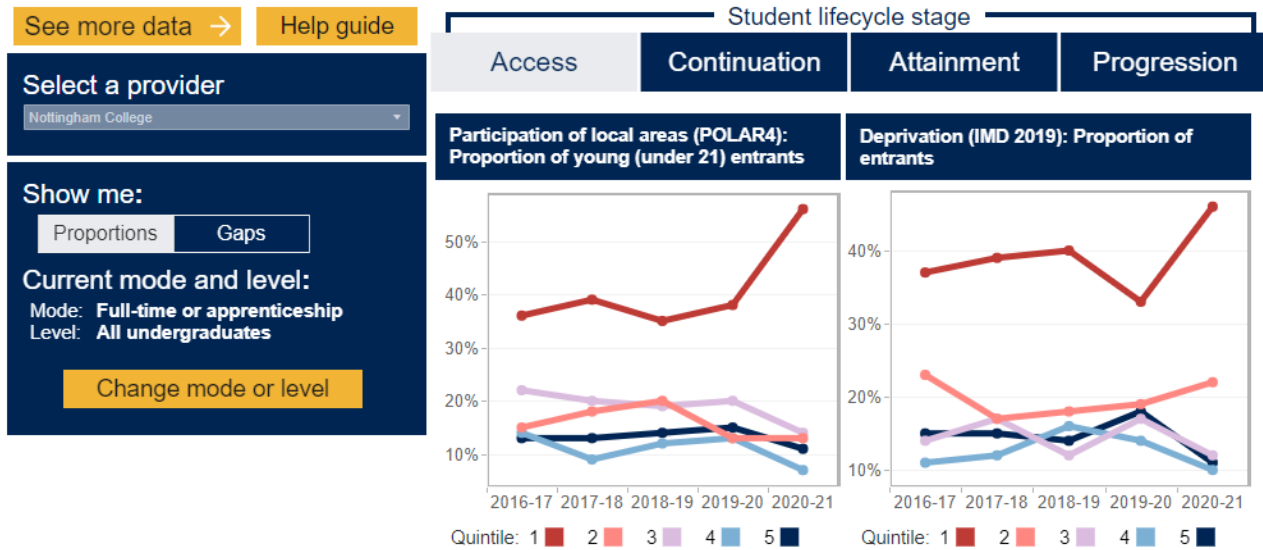 See more data →
Help guide
Select a provider
Nottingham College
Show me:
Proportions
Gaps
Current mode and level:
Mode: Full-time or apprenticeship
Level: All undergraduates
Change mode or level
Student lifecycle stage
Access
Continuation
Attainment
Progression
Participation of local areas (POLAR4):
Proportion of young (under 21) entrants
50%
40%
30%
20%
10%
2016-17 2017-18 2018-19 2019-20 2020-21
Quintile: 1 2 3 4 5
Deprivation (IMD 2019): Proportion of
entrants
40%
30%
20%
10%
2016-17 2017-18 2018-19 2019-20 2020-21
Quintile: 1 2 3 4 5